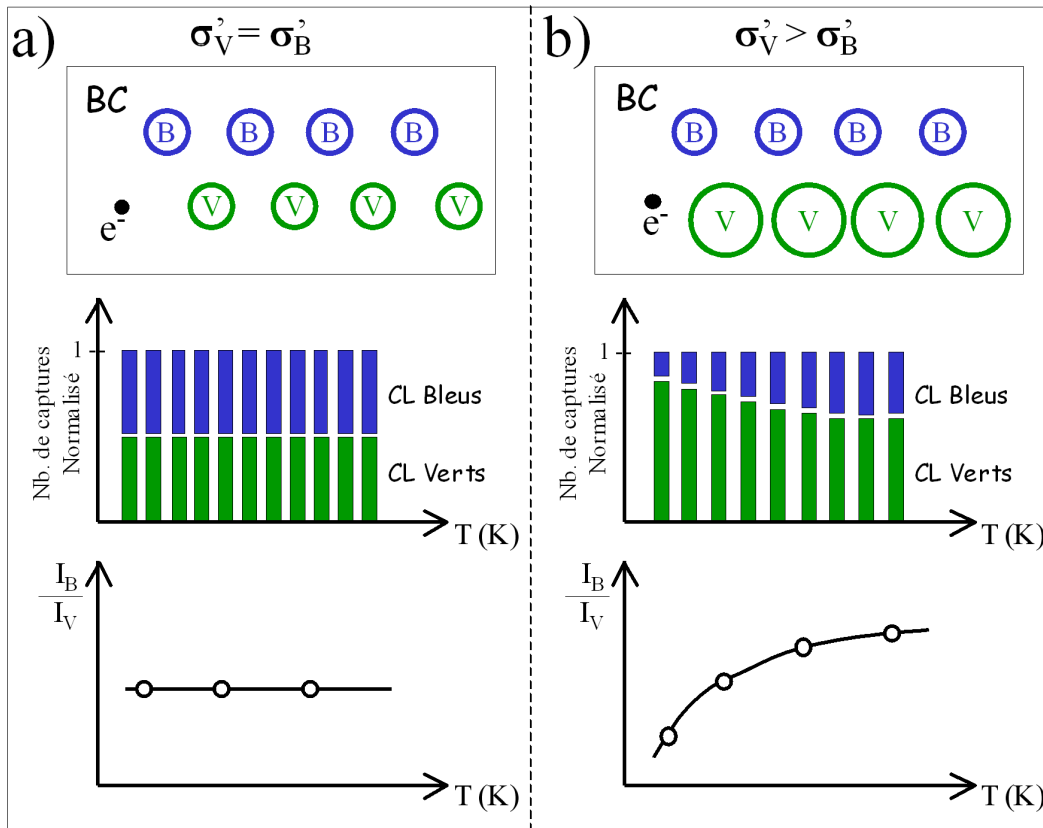 a)
σ'V = σ'B
BC
B B B B
V V V V
e-
Nb. de captures
Normalisé
1
CL Bleus
CL Verts
T (K)
IB
IV
T (K)
b)
σ'V > σ'B
BC
B B B B
V V V V
e-
Nb. de captures
Normalisé
1
CL Bleus
CL Verts
T (K)
IB
IV
T (K)